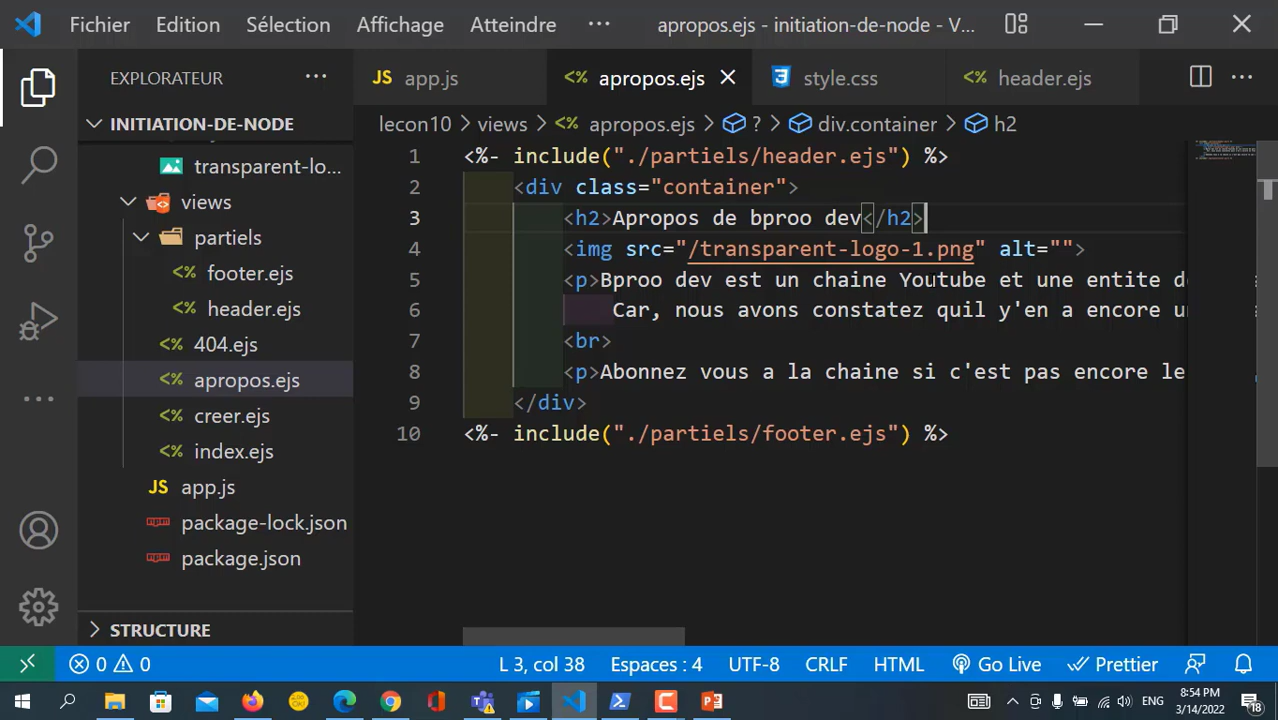 Fichier Edition Sélection Affichage Atteindre ··· apropos.ejs - initiation-de-node - V...
EXPLORATEUR ···
JS app.js <%> apropos.ejs style.css <%> header.ejs ···
INITIATION-DE-NODE
lecon10 > views > <%> apropos.ejs > ? > div.container > h2
transparent-lo...
views
partiels
<%> footer.ejs
<%> header.ejs
<%> 404.ejs
<%> apropos.ejs
<%> creer.ejs
<%> index.ejs
JS app.js
package-lock.json
package.json
STRUCTURE
1 <%- include("./partiels/header.ejs") %>
2 <div class="container">
3 <h2>Apropos de bproo dev</h2>
4 <img src="/transparent-logo-1.png" alt="">
5 <p>Bproo dev est un chaine Youtube et une entite
6 Car, nous avons constatez quil y'en a encore
7 <br>
8 <p>Abonnez vous a la chaine si c'est pas encore le
9 </div>
10 <%- include("./partiels/footer.ejs") %>
0 0 L 3, col 38 Espaces : 4 UTF-8 CRLF HTML Go Live Prettier
ENG 8:54 PM
3/14/2022 18